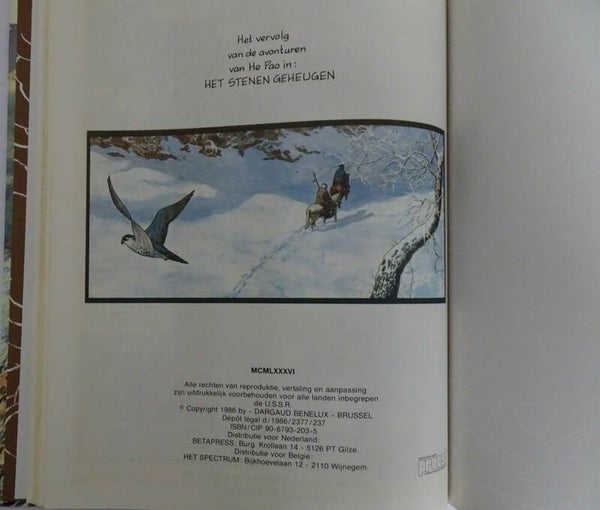 Het vervolg
van de avonturen
van He Pao in:
HET STENEN GEHEUGEN
MCMLXXXVI
Alle rechten van reproduktie, vertaling en aanpassing
zijn uitdrukkelijk voorbehouden voor alle landen inbegrepen
de U.S.S.R.
© Copyright 1986 by - DARGAUD BENELUX - BRUSSEL
Dépôt légal d/1986/2377/237
ISBN/CIP 90-6793-203-5
Distributie voor Nederland:
BETAPRESS: Burg. Krollaan 14 - 5126 PT Gilze.
Distributie voor België:
HET SPECTRUM: Bijkhoevelaan 12 - 2110 Wijnegem.